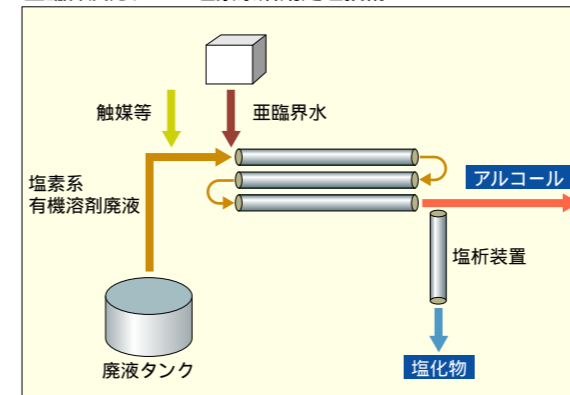 触媒等
亜臨界水
塩素系
有機溶剤廃液
アルコール
塩析装置
廃液タンク
塩化物